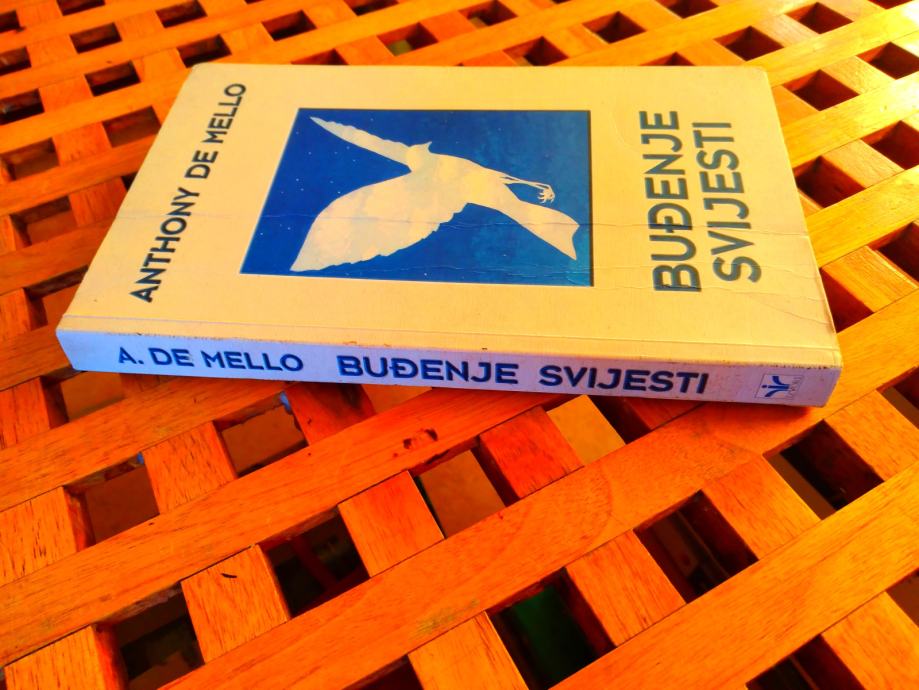 ANTHONY DE MELLO
BUĐENJE
SVIJESTI
A. DE MELLO BUĐENJE SVIJESTI